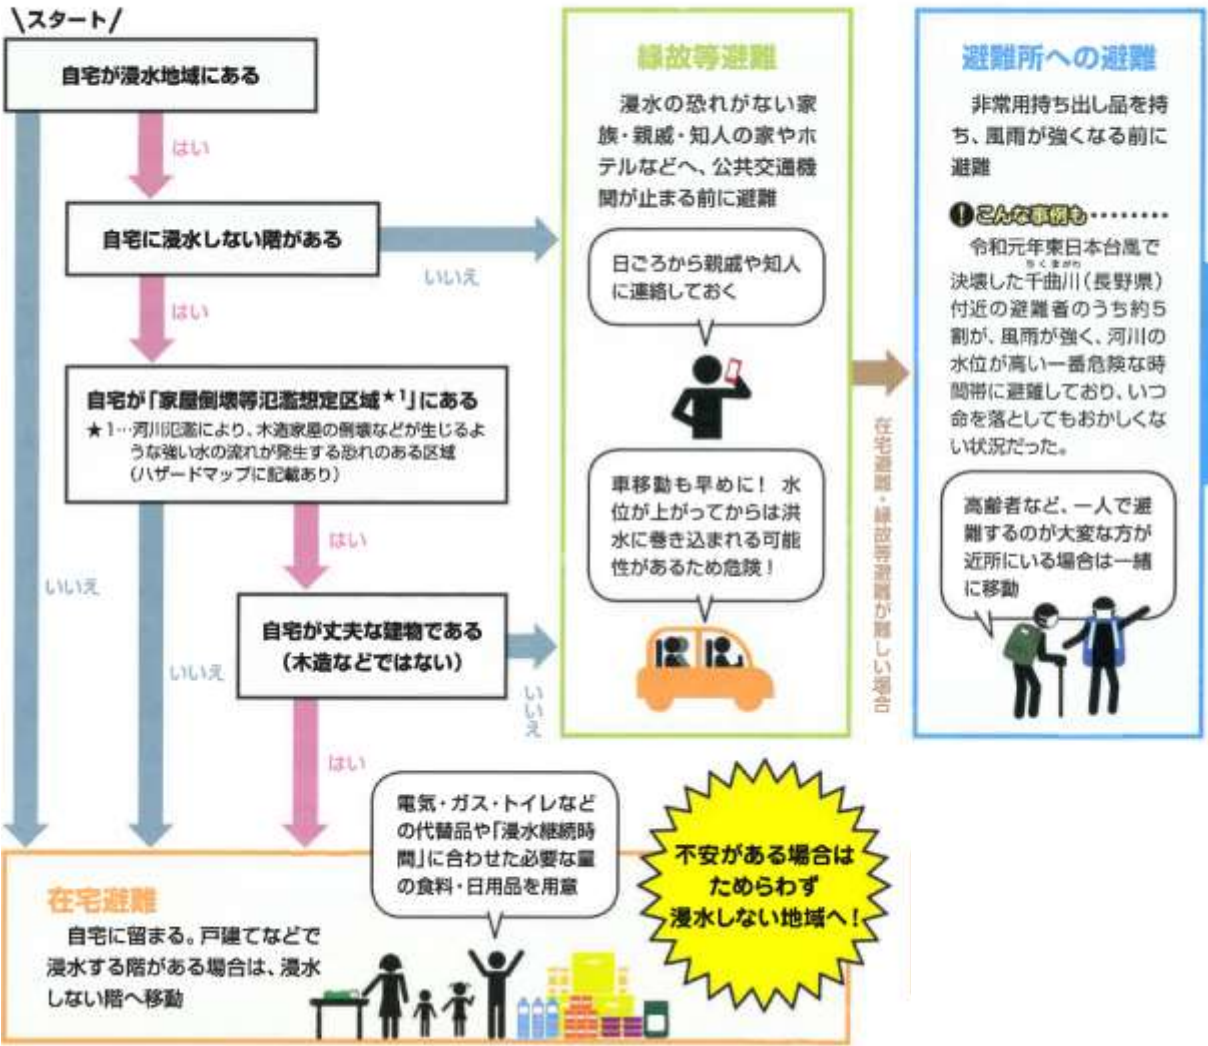 \スタート/
自宅が浸水地域にある
はい
いいえ
自宅に浸水しない階がある
いいえ
はい
自宅が「家屋倒壊等氾濫想定区域★1」にある
★1…河川氾濫により、木造家屋の倒壊などが生じるよ
うな強い水の流れが発生する恐れのある区域
(ハザードマップに記載あり)
はい
いいえ
自宅が丈夫な建物である
(木造などではない)
いいえ
はい
縁故等避難
浸水の恐れがない家
族・親戚・知人の家やホ
テルなどへ、公共交通機
関が止まる前に避難
日ごろから親戚や知人
に連絡しておく
車移動も早めに! 水
位が上がってからは洪
水に巻き込まれる可能
性があるため危険!
在宅避難・縁故等避難が難しい場合
避難所への避難
非常用持ち出し品を持
ち、風雨が強くなる前に
避難
!こんな事例も………
令和元年東日本台風で
ちくまがわ
決壊した千曲川(長野県)
付近の避難者のうち約5
割が、風雨が強く、河川の
水位が高い一番危険な時
間帯に避難しており、いつ
命を落としてもおかしくな
い状況だった。
高齢者など、一人で避
難するのが大変な方が
近所にいる場合は一緒
に移動
在宅避難
自宅に留まる。戸建てなどで
浸水する階がある場合は、浸水
しない階へ移動
電気・ガス・トイレなど
の代替品や「浸水継続時
間」に合わせた必要な量
の食料・日用品を用意
不安がある場合は
ためらわず
浸水しない地域へ!